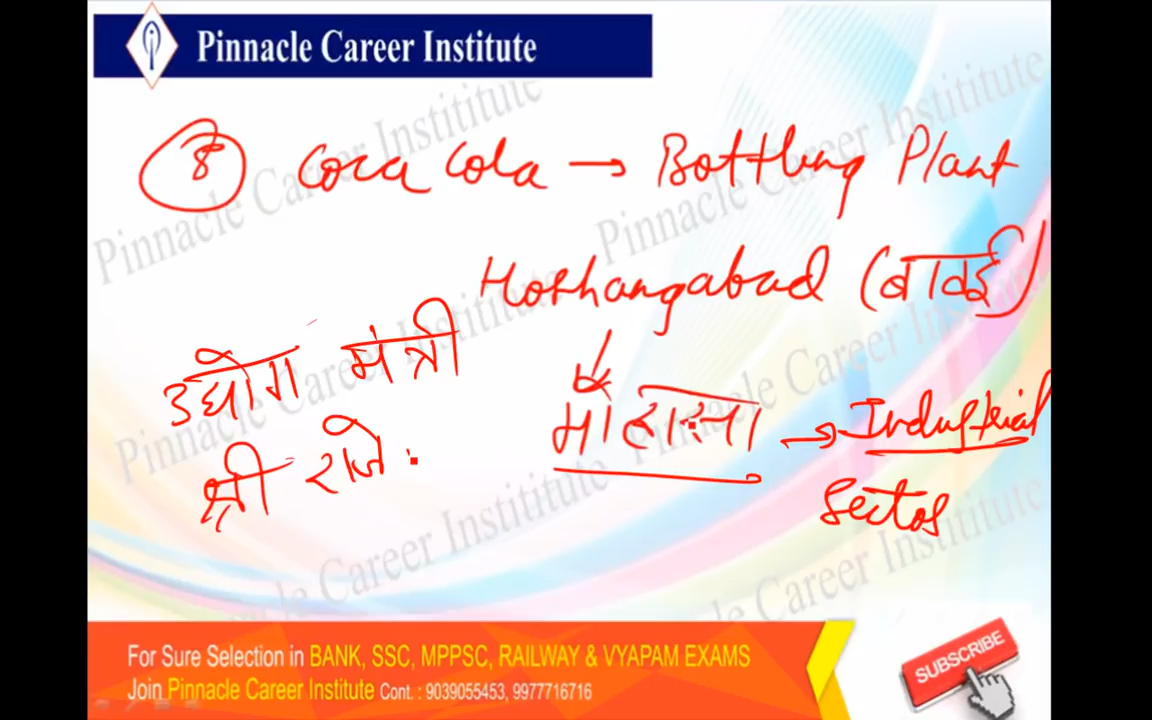 Pinnacle Career Institute
8 Coca Cola → Bottling Plant
Hoshangabad (बावई)
उद्योग मंत्री
श्री राजे
→ Industrial
Sector
For Sure Selection in BANK, SSC, MPPSC, RAILWAY & VYAPAM EXAMS
Join Pinnacle Career Institute Cont. : 9039055453, 9977716716
SUBSCRIBE